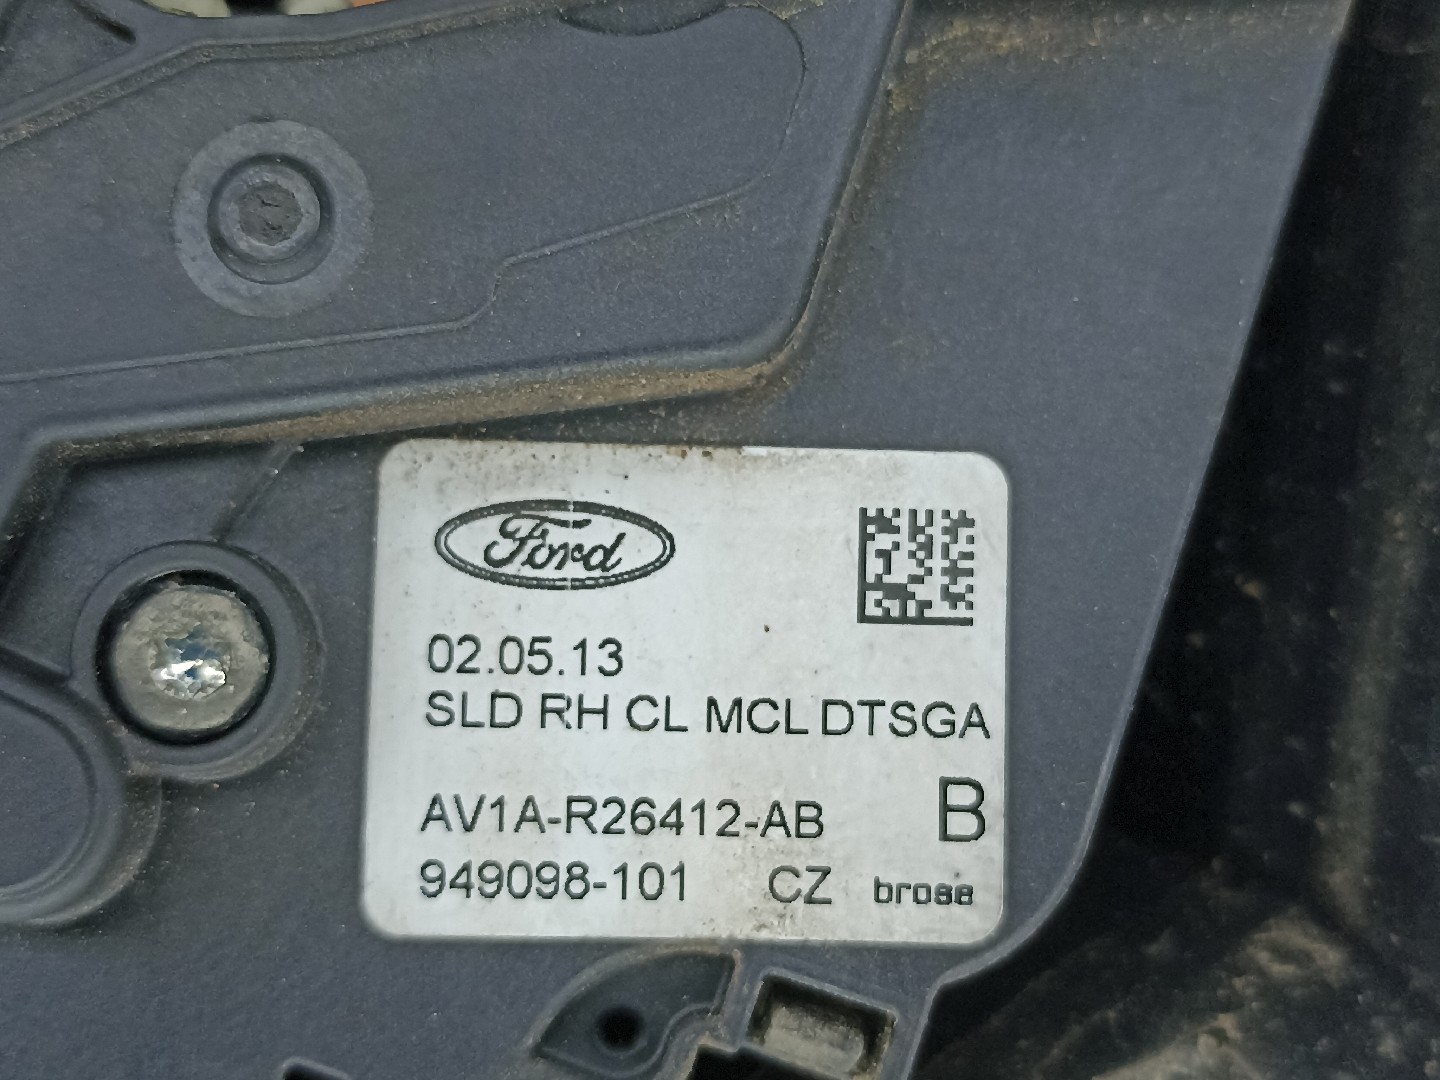 Ford
02.05.13
SLD RH CL MCL DTSGA
AV1A-R26412-AB B
949098-101 CZ brose